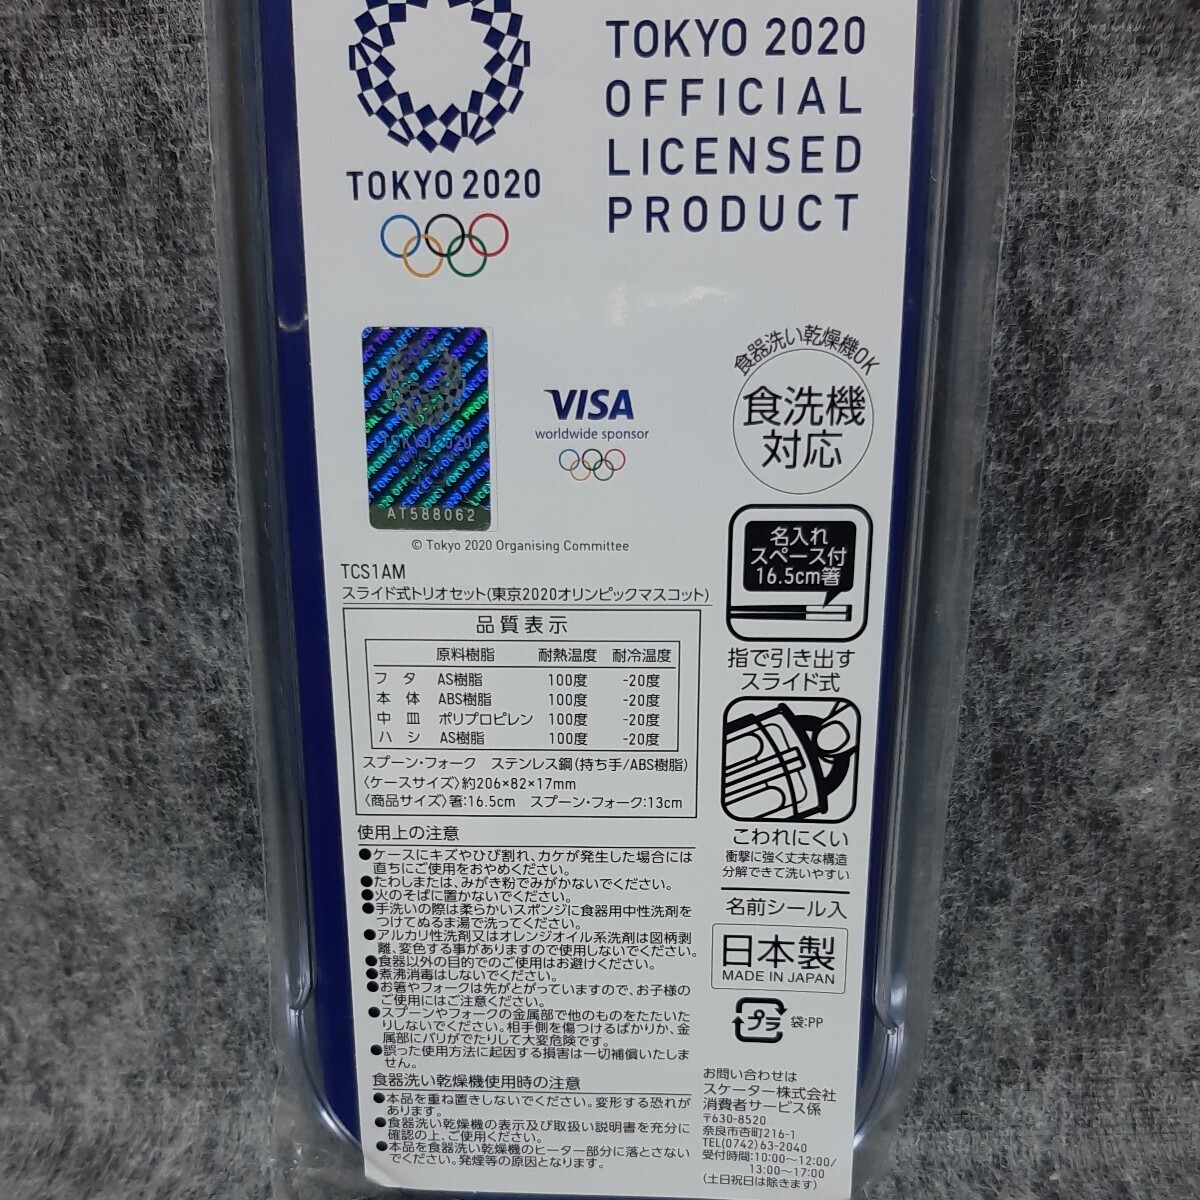 TOKYO 2020
TOKYO 2020
OFFICIAL
LICENSED
PRODUCT
TOKYO 2020
AT588062
VISA
worldwide sponsor
© Tokyo 2020 Organising Committee
食器洗い乾燥機OK
食洗機
対応
名入れ
スペース付
16.5cm箸
指で引き出す
スライド式
こわれにくい
衝撃に強く丈夫な構造
分解できて洗いやすい
名前シール入
日本製
MADE IN JAPAN
プラ 袋:PP
お問い合わせは
スケーター株式会社
消費者サービス係
〒630-8520
奈良市杏町216-1
TEL(0742)63-2040
受付時間:10:00〜12:00/
13:00〜17:00
(土日祝日は除きます)
TCS1AM
スライド式トリオセット(東京2020オリンピックマスコット)
品質表示
原料樹脂 耐熱温度 耐冷温度
フタ AS樹脂 100度 -20度
本体 ABS樹脂 100度 -20度
中皿 ポリプロピレン 100度 -20度
ハシ AS樹脂 100度 -20度
スプーン・フォーク ステンレス鋼(持ち手/ABS樹脂)
〈ケースサイズ〉約206×82×17mm
〈商品サイズ〉箸:16.5cm スプーン・フォーク:13cm
使用上の注意
●ケースにキズやひび割れ、カケが発生した場合には
直ちにご使用をおやめください。
●たわしまたは、みがき粉でみがかないでください。
●火のそばに置かないでください。
●手洗いの際は柔らかいスポンジに食器用中性洗剤を
つけてぬるま湯で洗ってください。
●アルカリ性洗剤又はオレンジオイル系洗剤は図柄剥
離、変色する事がありますので使用しないでください。
●食器以外の目的でのご使用はお避けください。
●煮沸消毒はしないでください。
●お箸やフォークは先がとがっていますので、お子様の
ご使用にはご注意ください。
●スプーンやフォークの金属部で他のものをたたいた
りしないでください。相手側を傷つけるばかりか、金
属部にバリがでたりして大変危険です。
●誤った使用方法に起因する損害は一切補償いたしま
せん。
食器洗い乾燥機使用時の注意
●本品を重ね置きしないでください。変形する恐れが
あります。
●食器洗い乾燥機の表示及び取扱い説明書を充分に
確認の上、ご使用ください。
●本品を食器洗い乾燥機のヒーター部分に落とさない
でください。発煙等の原因となります。